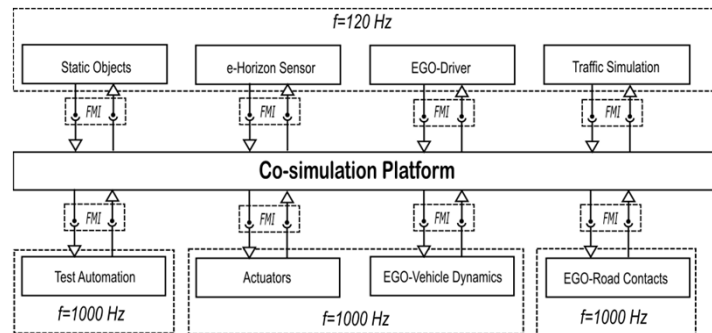 f=120 Hz
Static Objects
e-Horizon Sensor
EGO-Driver
Traffic Simulation
FMI
FMI
FMI
FMI
Co-simulation Platform
FMI
FMI
FMI
FMI
Test Automation
Actuators
EGO-Vehicle Dynamics
EGO-Road Contacts
f=1000 Hz
f=1000 Hz
f=1000 Hz